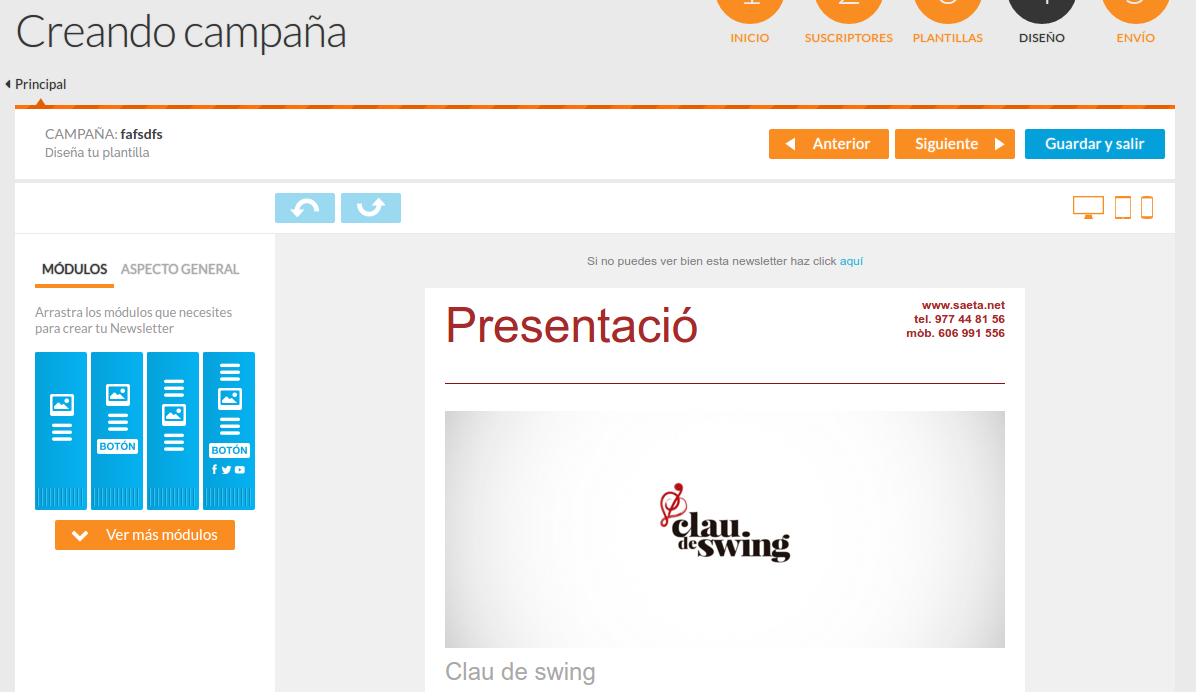 Creando campaña
INICIO
SUSCRIPTORES
PLANTILLAS
DISEÑO
ENVÍO
Principal
CAMPAÑA: fafsdfs
Diseña tu plantilla
Anterior
Siguiente
Guardar y salir
MÓDULOS
ASPECTO GENERAL
Arrastra los módulos que necesites
para crear tu Newsletter
BOTÓN
BOTÓN
Ver más módulos
Si no puedes ver bien esta newsletter haz click aquí
Presentació
www.saeta.net
tel. 977 44 81 56
mòb. 606 991 556
clau
de swing
Clau de swing